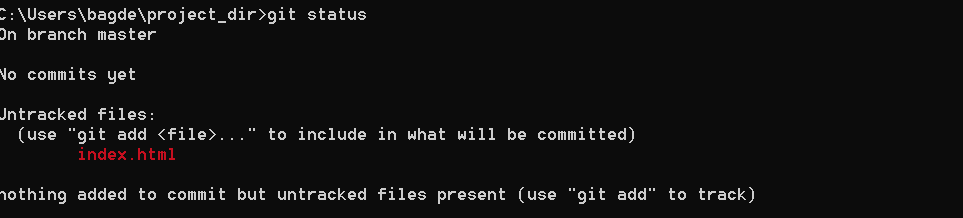 C:\Users\bagde\project_dir>git status
On branch master
No commits yet
Untracked files:
(use "git add <file>..." to include in what will be committed)
index.html
nothing added to commit but untracked files present (use "git add" to track)